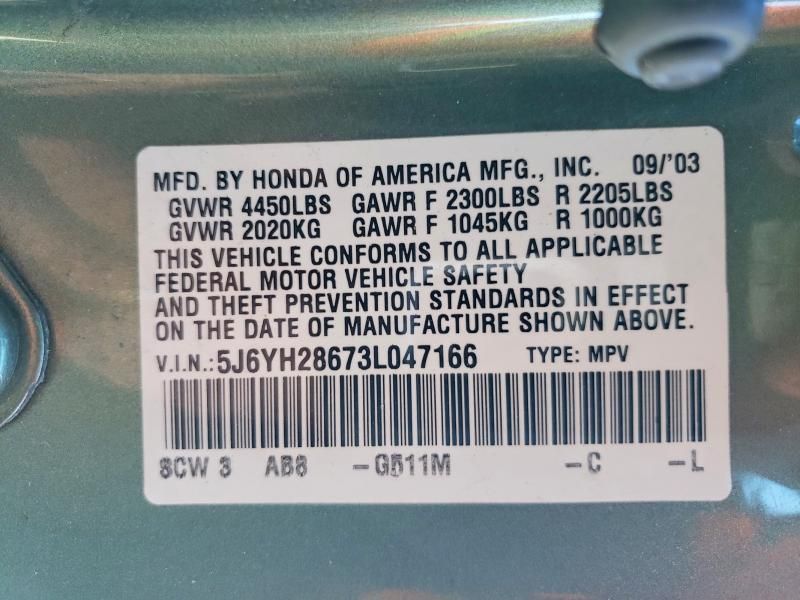 MFD. BY HONDA OF AMERICA MFG., INC. 09/'03
GVWR 4450LBS GAWR F 2300LBS R 2205LBS
GVWR 2020KG GAWR F 1045KG R 1000KG
THIS VEHICLE CONFORMS TO ALL APPLICABLE
FEDERAL MOTOR VEHICLE SAFETY
AND THEFT PREVENTION STANDARDS IN EFFECT
ON THE DATE OF MANUFACTURE SHOWN ABOVE.
V.I.N.: 5J6YH28673L047166 TYPE: MPV
SCW 3 AB8 -G511M -C -L